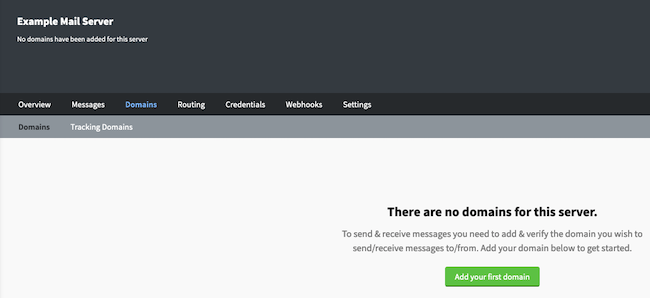 Example Mail Server
No domains have been added for this server
Overview Messages Domains Routing Credentials Webhooks Settings
Domains Tracking Domains
There are no domains for this server.
To send & receive messages you need to add & verify the domain you wish to
send/receive messages to/from. Add your domain below to get started.
Add your first domain